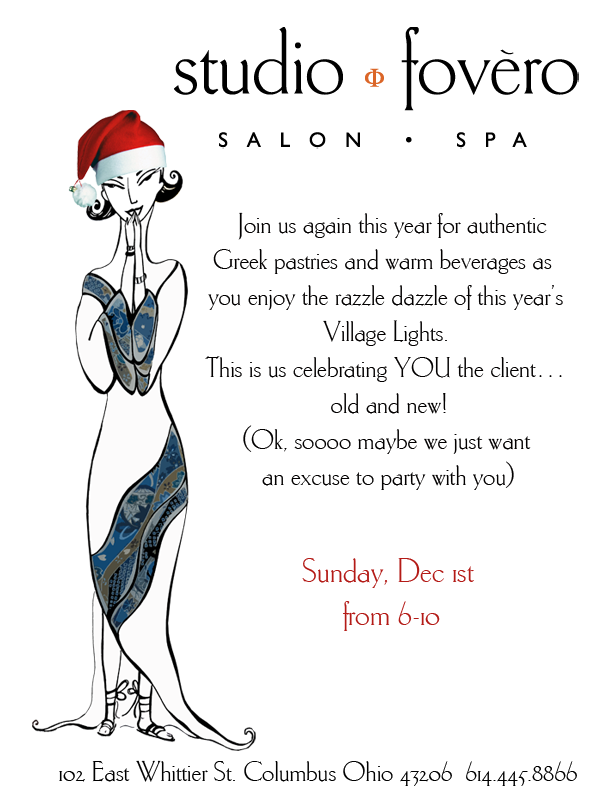 studio Φ fovèro
SALON • SPA
Join us again this year for authentic
Greek pastries and warm beverages as
you enjoy the razzle dazzle of this year's
Village Lights.
This is us celebrating YOU the client...
old and new!
(Ok, soooo maybe we just want
an excuse to party with you)
Sunday, Dec 1st
from 6-10
102 East Whittier St. Columbus Ohio 43206 614.445.8866